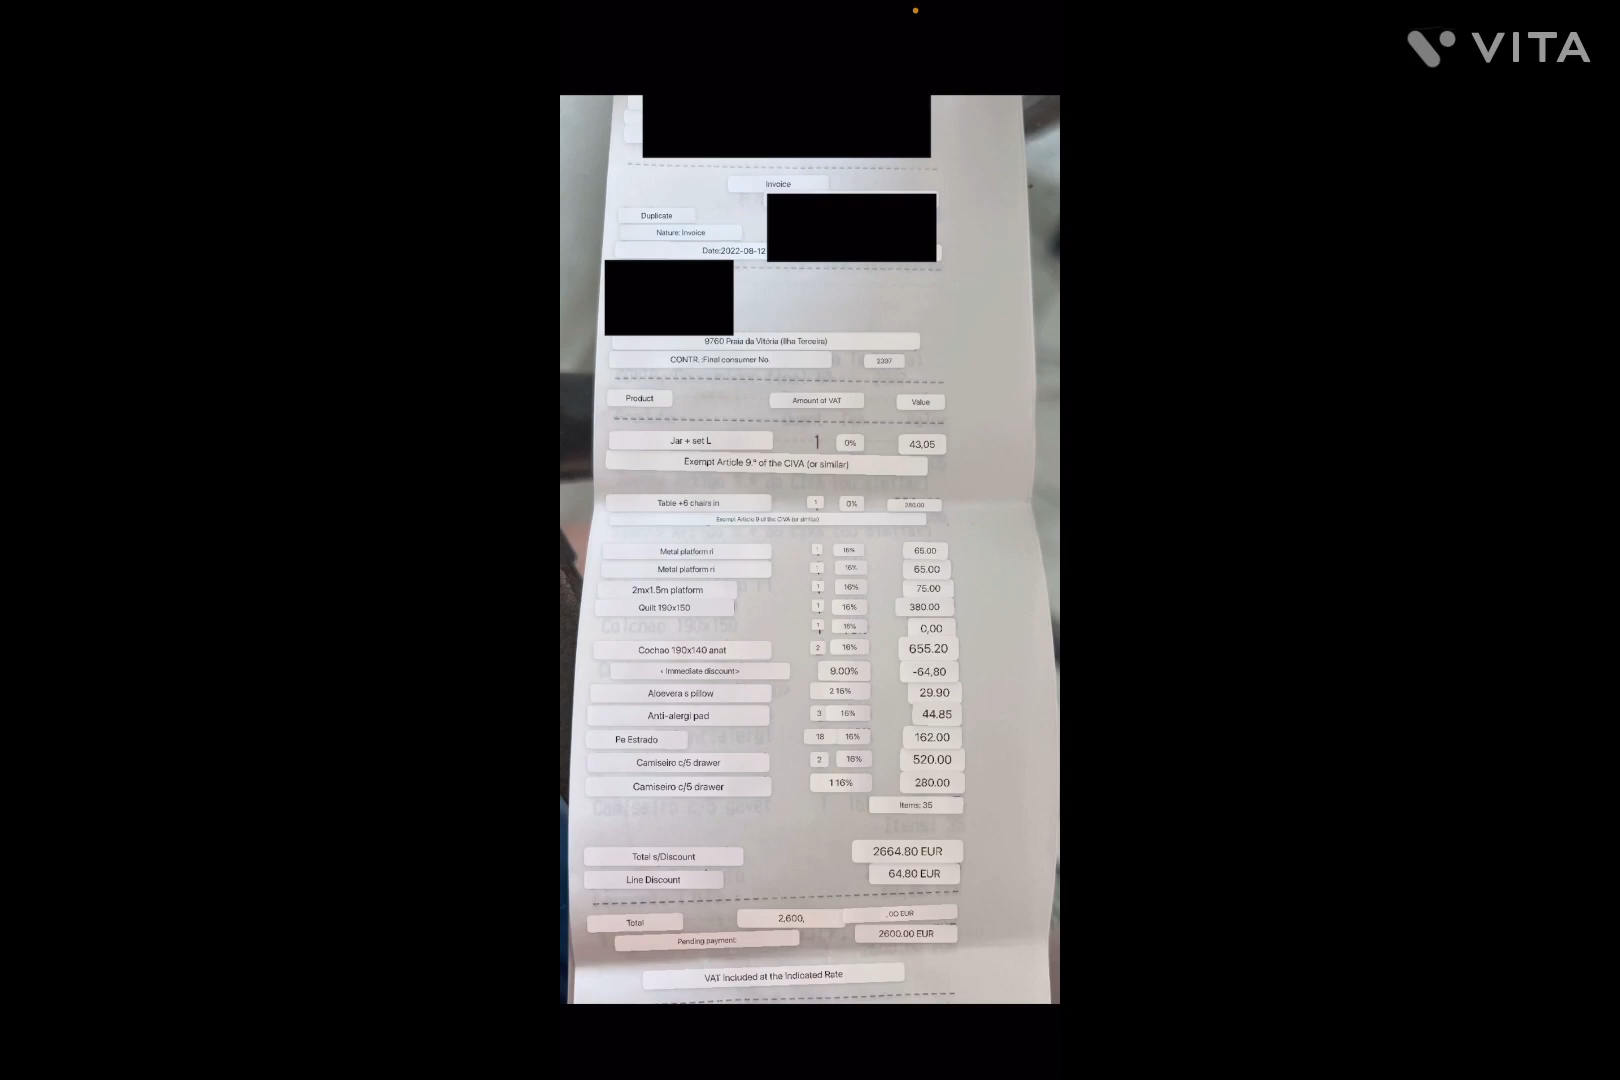 VITA
Invoice
Duplicate
Nature: Invoice
Date:2022-08-12
9760 Praia da Vitória (Ilha Terceira)
CONTR. :Final consumer No. 2397
Product Amount of VAT Value
Jar + set L 1 0% 43,05
Exempt Article 9.º of the CIVA (or similar)
Table +6 chairs in 1 0% 280.00
Exempt Article 9 of the CIVA (or similar)
Metal platform ri 1 16% 65.00
Metal platform ri 1 16% 65.00
2mx1.5m platform 1 16% 75.00
Quilt 190x150 1 16% 380.00
1 16% 0,00
Cochao 190x140 anat 2 16% 655.20
< Immediate discount> 9.00% -64,80
Aloevera s pillow 2 16% 29.90
Anti-alergi pad 3 16% 44.85
Pe Estrado 18 16% 162.00
Camiseiro c/5 drawer 2 16% 520.00
Camiseiro c/5 drawer 1 16% 280.00
Items: 35
Total s/Discount 2664.80 EUR
Line Discount 64.80 EUR
Total 2,600, ,00 EUR
Pending payment: 2600.00 EUR
VAT Included at the Indicated Rate